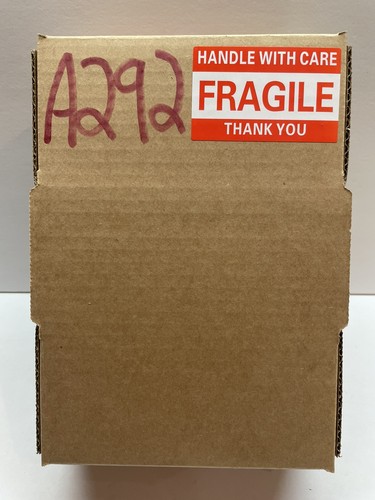 A292
HANDLE WITH CARE
FRAGILE
THANK YOU